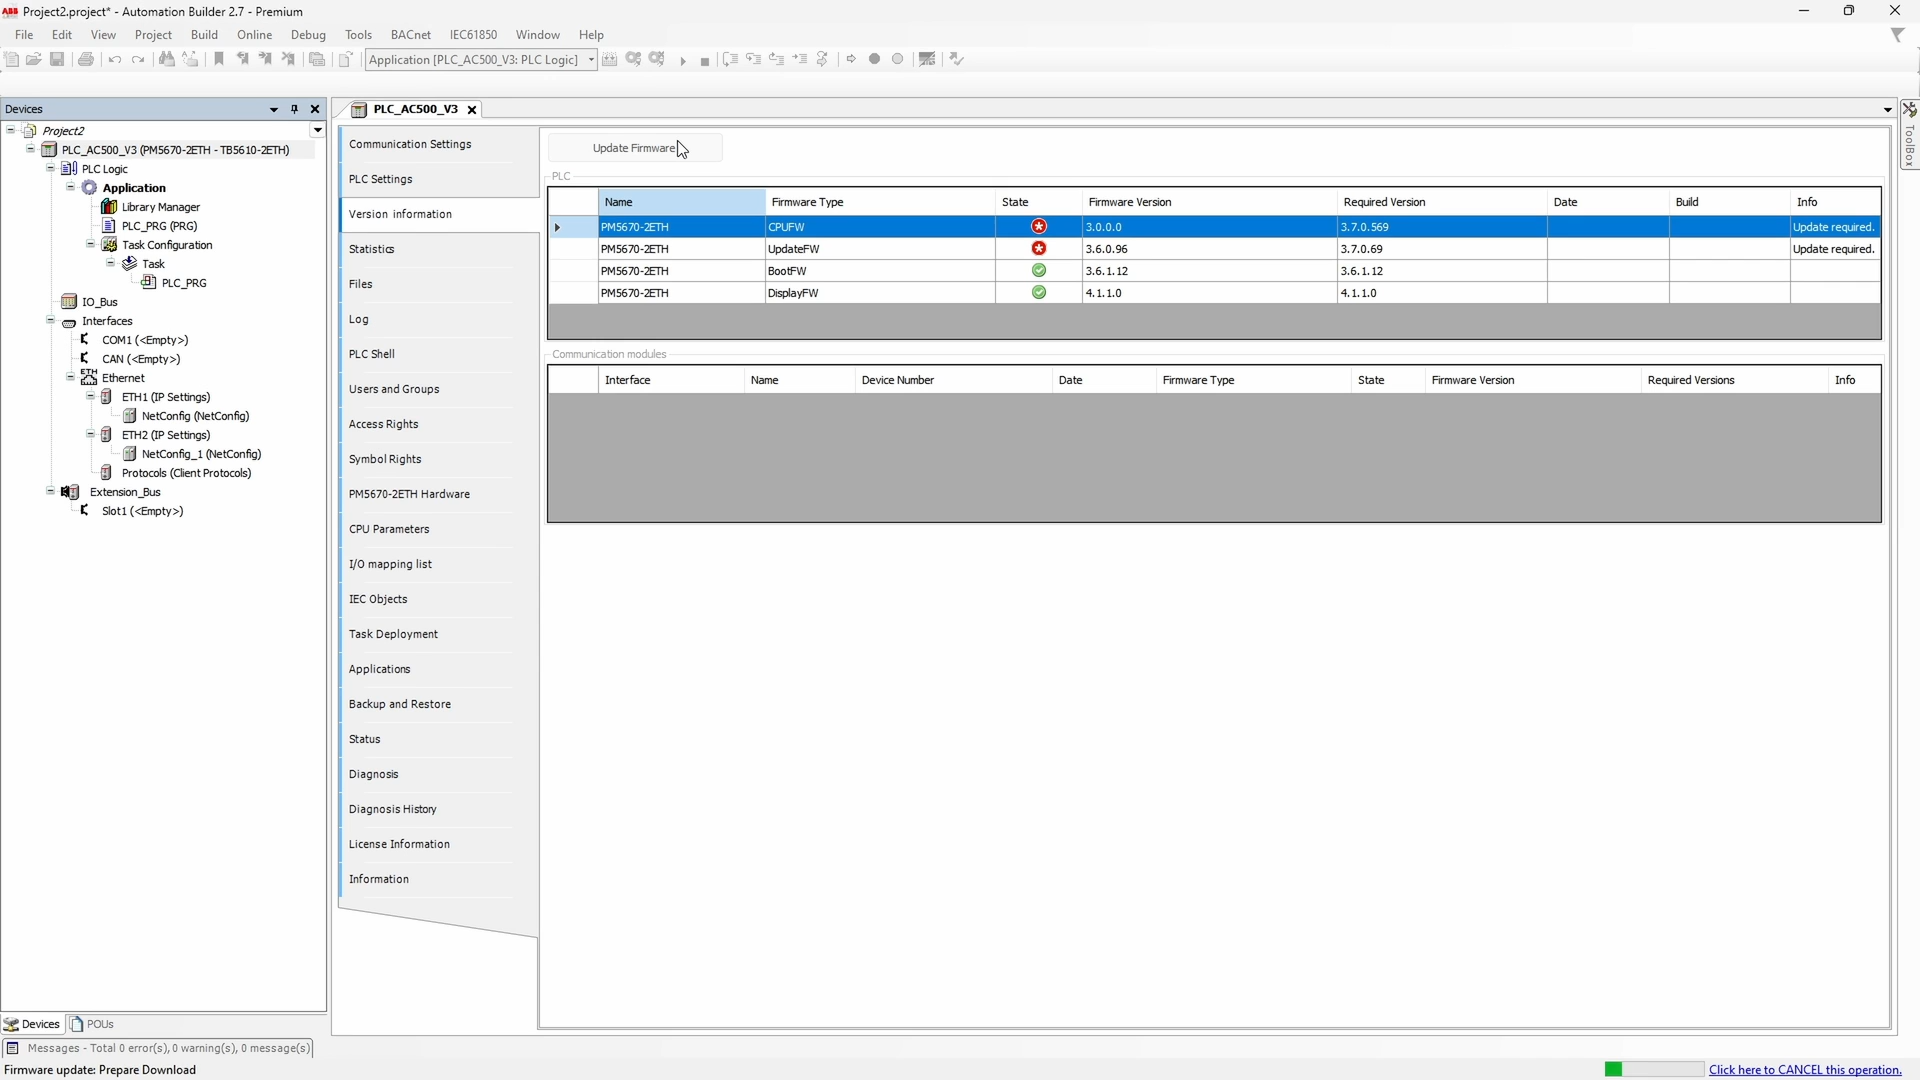 ABB Project2.project* - Automation Builder 2.7 - Premium
File Edit View Project Build Online Debug Tools BACnet IEC61850 Window Help
Application [PLC_AC500_V3: PLC Logic]
Devices
Project2
PLC_AC500_V3 (PM5670-2ETH - TB5610-2ETH)
PLC Logic
Application
Library Manager
PLC_PRG (PRG)
Task Configuration
Task
PLC_PRG
IO_Bus
Interfaces
COM1 (<Empty>)
CAN (<Empty>)
ETH Ethernet
ETH1 (IP Settings)
NetConfig (NetConfig)
ETH2 (IP Settings)
NetConfig_1 (NetConfig)
Protocols (Client Protocols)
Extension_Bus
Slot1 (<Empty>)
Devices POUs
PLC_AC500_V3
Communication Settings
PLC Settings
Version information
Statistics
Files
Log
PLC Shell
Users and Groups
Access Rights
Symbol Rights
PM5670-2ETH Hardware
CPU Parameters
I/O mapping list
IEC Objects
Task Deployment
Applications
Backup and Restore
Status
Diagnosis
Diagnosis History
License Information
Information
Update Firmware
PLC
Name Firmware Type State Firmware Version Required Version Date Build Info
PM5670-2ETH CPUFW 3.0.0.0 3.7.0.569 Update required.
PM5670-2ETH UpdateFW 3.6.0.96 3.7.0.69 Update required.
PM5670-2ETH BootFW 3.6.1.12 3.6.1.12
PM5670-2ETH DisplayFW 4.1.1.0 4.1.1.0
Communication modules
Interface Name Device Number Date Firmware Type State Firmware Version Required Versions Info
ToolBox
Messages - Total 0 error(s), 0 warning(s), 0 message(s)
Firmware update: Prepare Download Click here to CANCEL this operation.